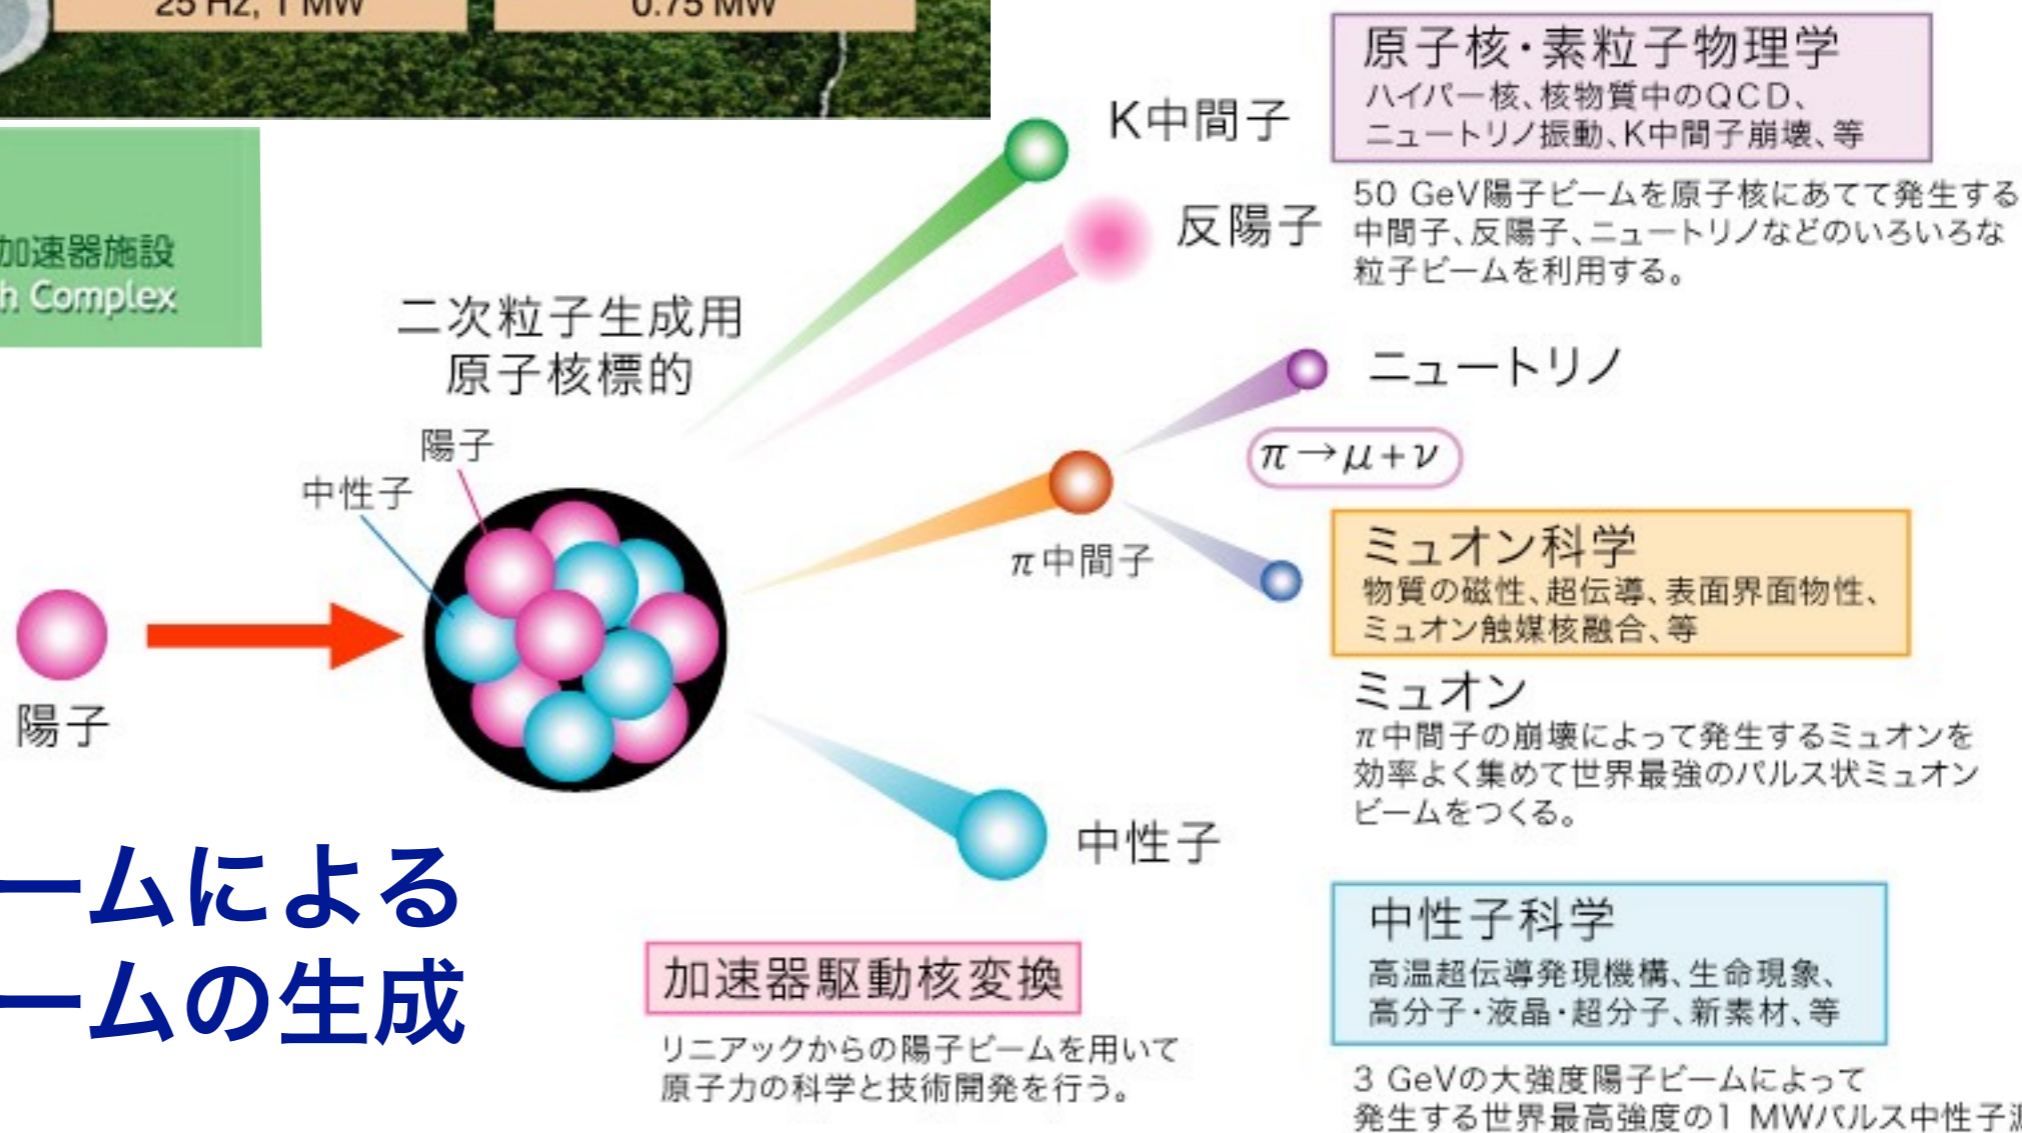 25 Hz, 1 MW
0.75 MW
加速器施設
h Complex
二次粒子生成用
原子核標的
陽子
中性子
陽子
K中間子
反陽子
ニュートリノ
π→μ+ν
π中間子
中性子
原子核・素粒子物理学
ハイパー核、核物質中のQCD、
ニュートリノ振動、K中間子崩壊、等
50 GeV陽子ビームを原子核にあてて発生する
中間子、反陽子、ニュートリノなどのいろいろな
粒子ビームを利用する。
ミュオン科学
物質の磁性、超伝導、表面界面物性、
ミュオン触媒核融合、等
ミュオン
π中間子の崩壊によって発生するミュオンを
効率よく集めて世界最強のパルス状ミュオン
ビームをつくる。
中性子科学
高温超伝導発現機構、生命現象、
高分子・液晶・超分子、新素材、等
3 GeVの大強度陽子ビームによって
発生する世界最高強度の1 MWパルス中性子源
ームによる
ームの生成
加速器駆動核変換
リニアックからの陽子ビームを用いて
原子力の科学と技術開発を行う。